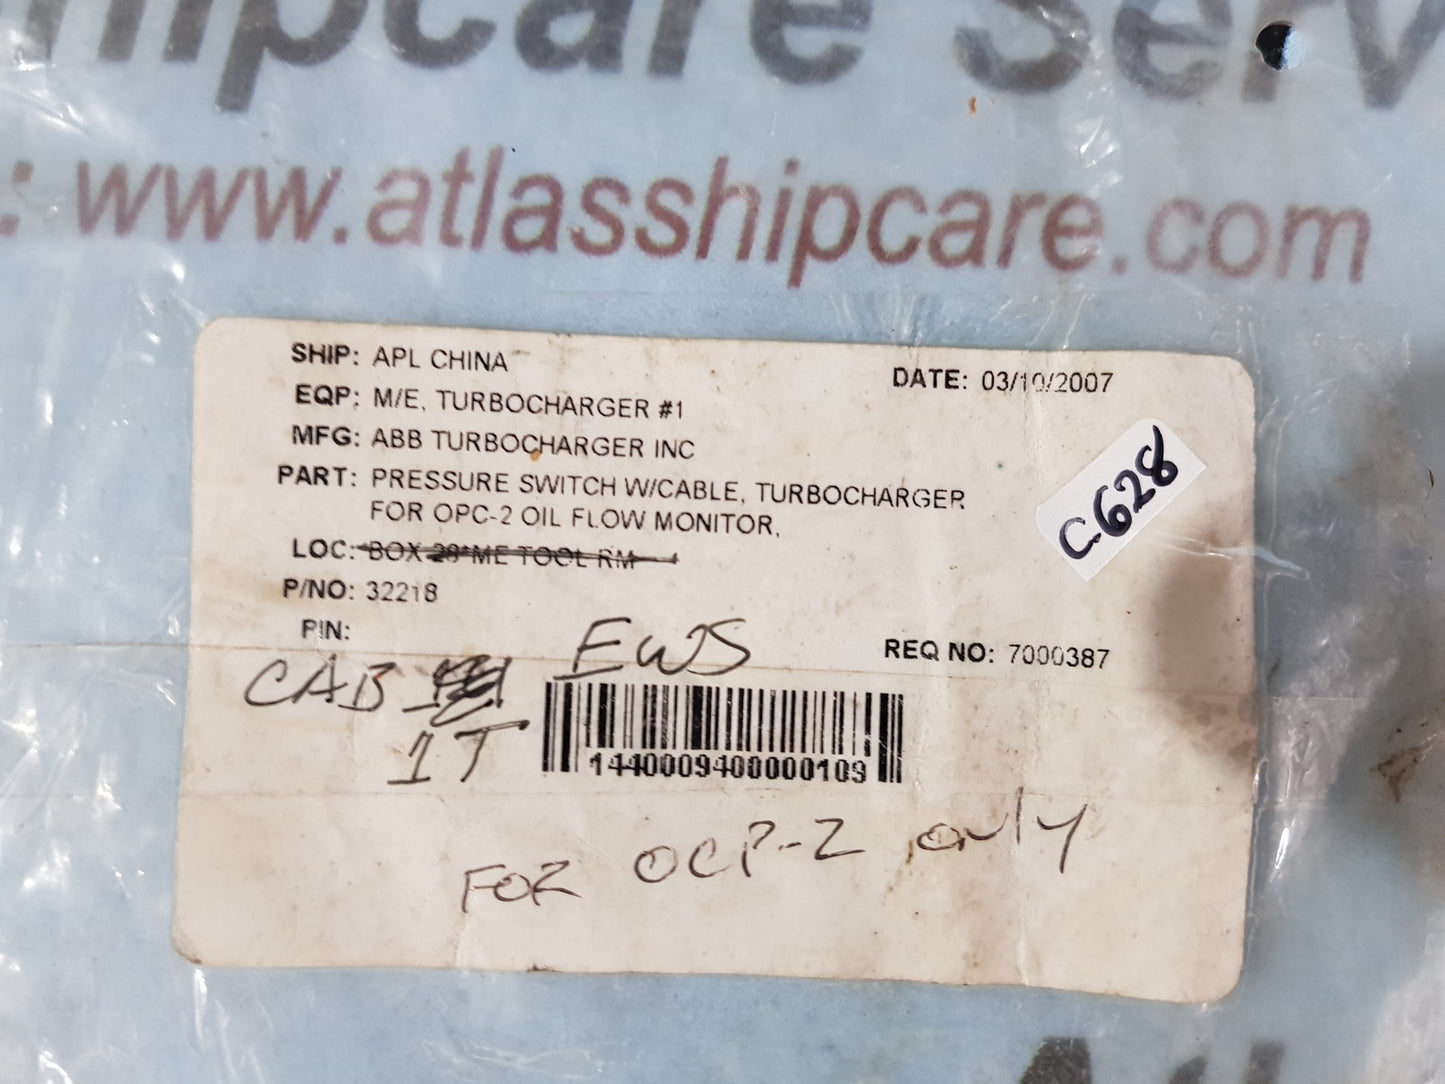 hipcare Serv
: www.atlasshipcare.com
SHIP: APL CHINA
DATE: 03/10/2007
EQP: M/E, TURBOCHARGER #1
MFG: ABB TURBOCHARGER INC
PART: PRESSURE SWITCH W/CABLE, TURBOCHARGER
FOR OPC-2 OIL FLOW MONITOR,
C628
LOC: BOX 28*ME TOOL RM
P/NO: 32218
PIN:
REQ NO: 7000387
EWS
CAB
1T
1440009400000109
FOR OCP-2 only